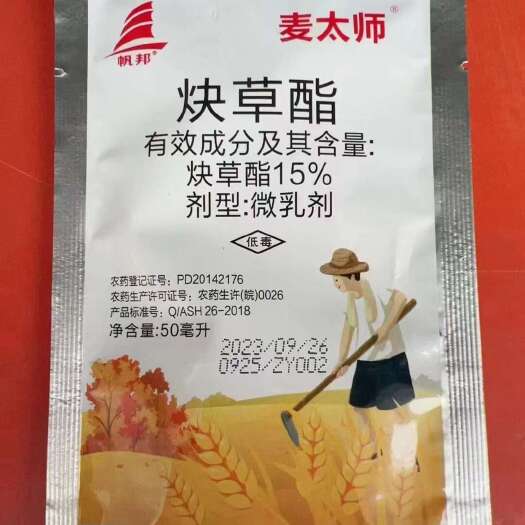 帆邦®
麦太师®
炔草酯
有效成分及其含量:
炔草酯15%
剂型:微乳剂
低毒
农药登记证号: PD20142176
农药生产许可证号: 农药生许(皖)0026
产品标准号: Q/ASH 26-2018
净含量:50毫升
2023/09/26
0925/ZY002